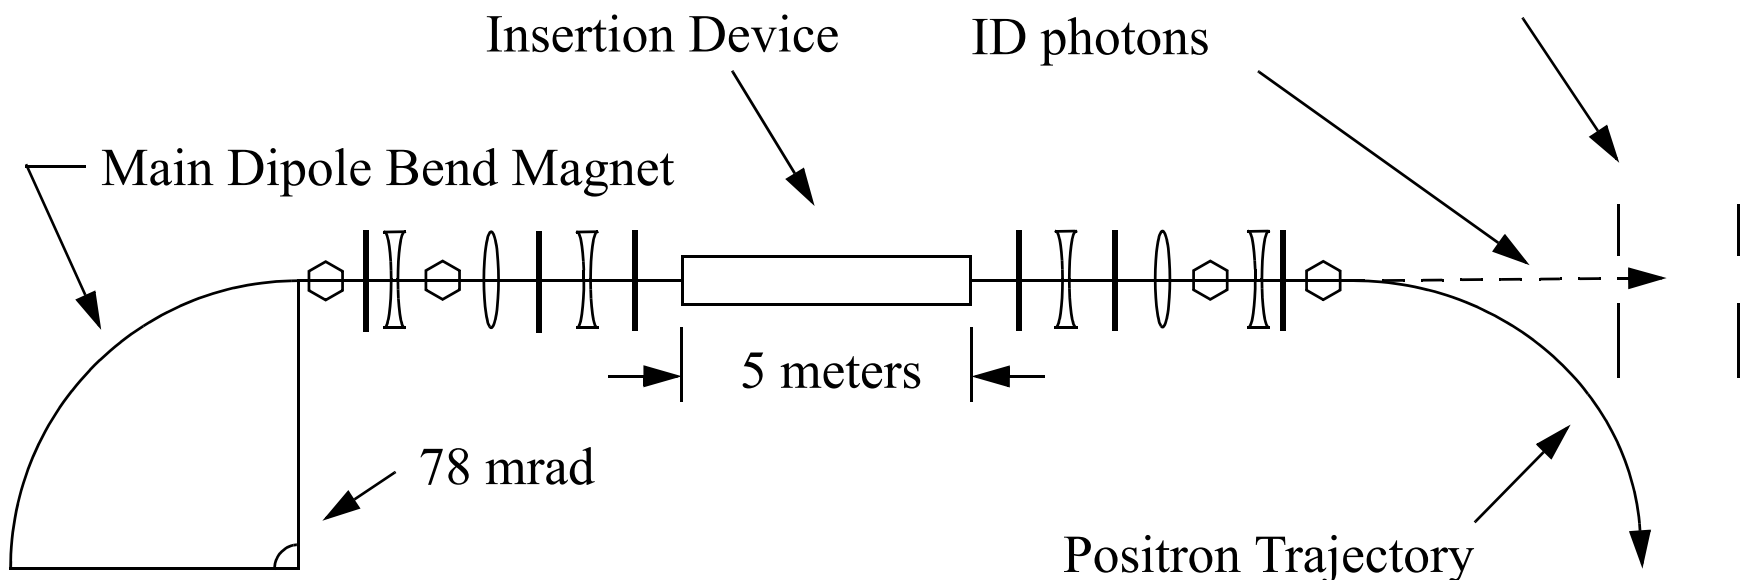 Insertion Device
ID photons
Main Dipole Bend Magnet
5 meters
78 mrad
Positron Trajectory